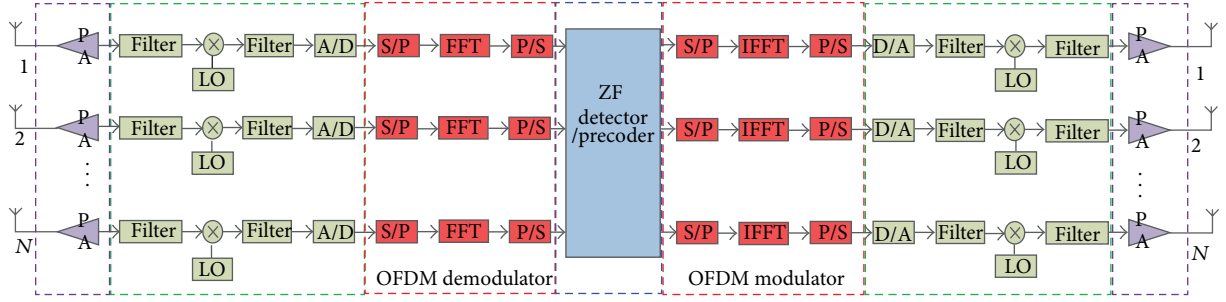 1 P A Filter × Filter A/D S/P FFT P/S S/P IFFT P/S D/A Filter × Filter P A 1
LO LO
ZF
detector
/precoder
2 P A Filter × Filter A/D S/P FFT P/S S/P IFFT P/S D/A Filter × Filter P A 2
LO LO
N P A Filter × Filter A/D S/P FFT P/S S/P IFFT P/S D/A Filter × Filter P A N
LO LO
OFDM demodulator OFDM modulator